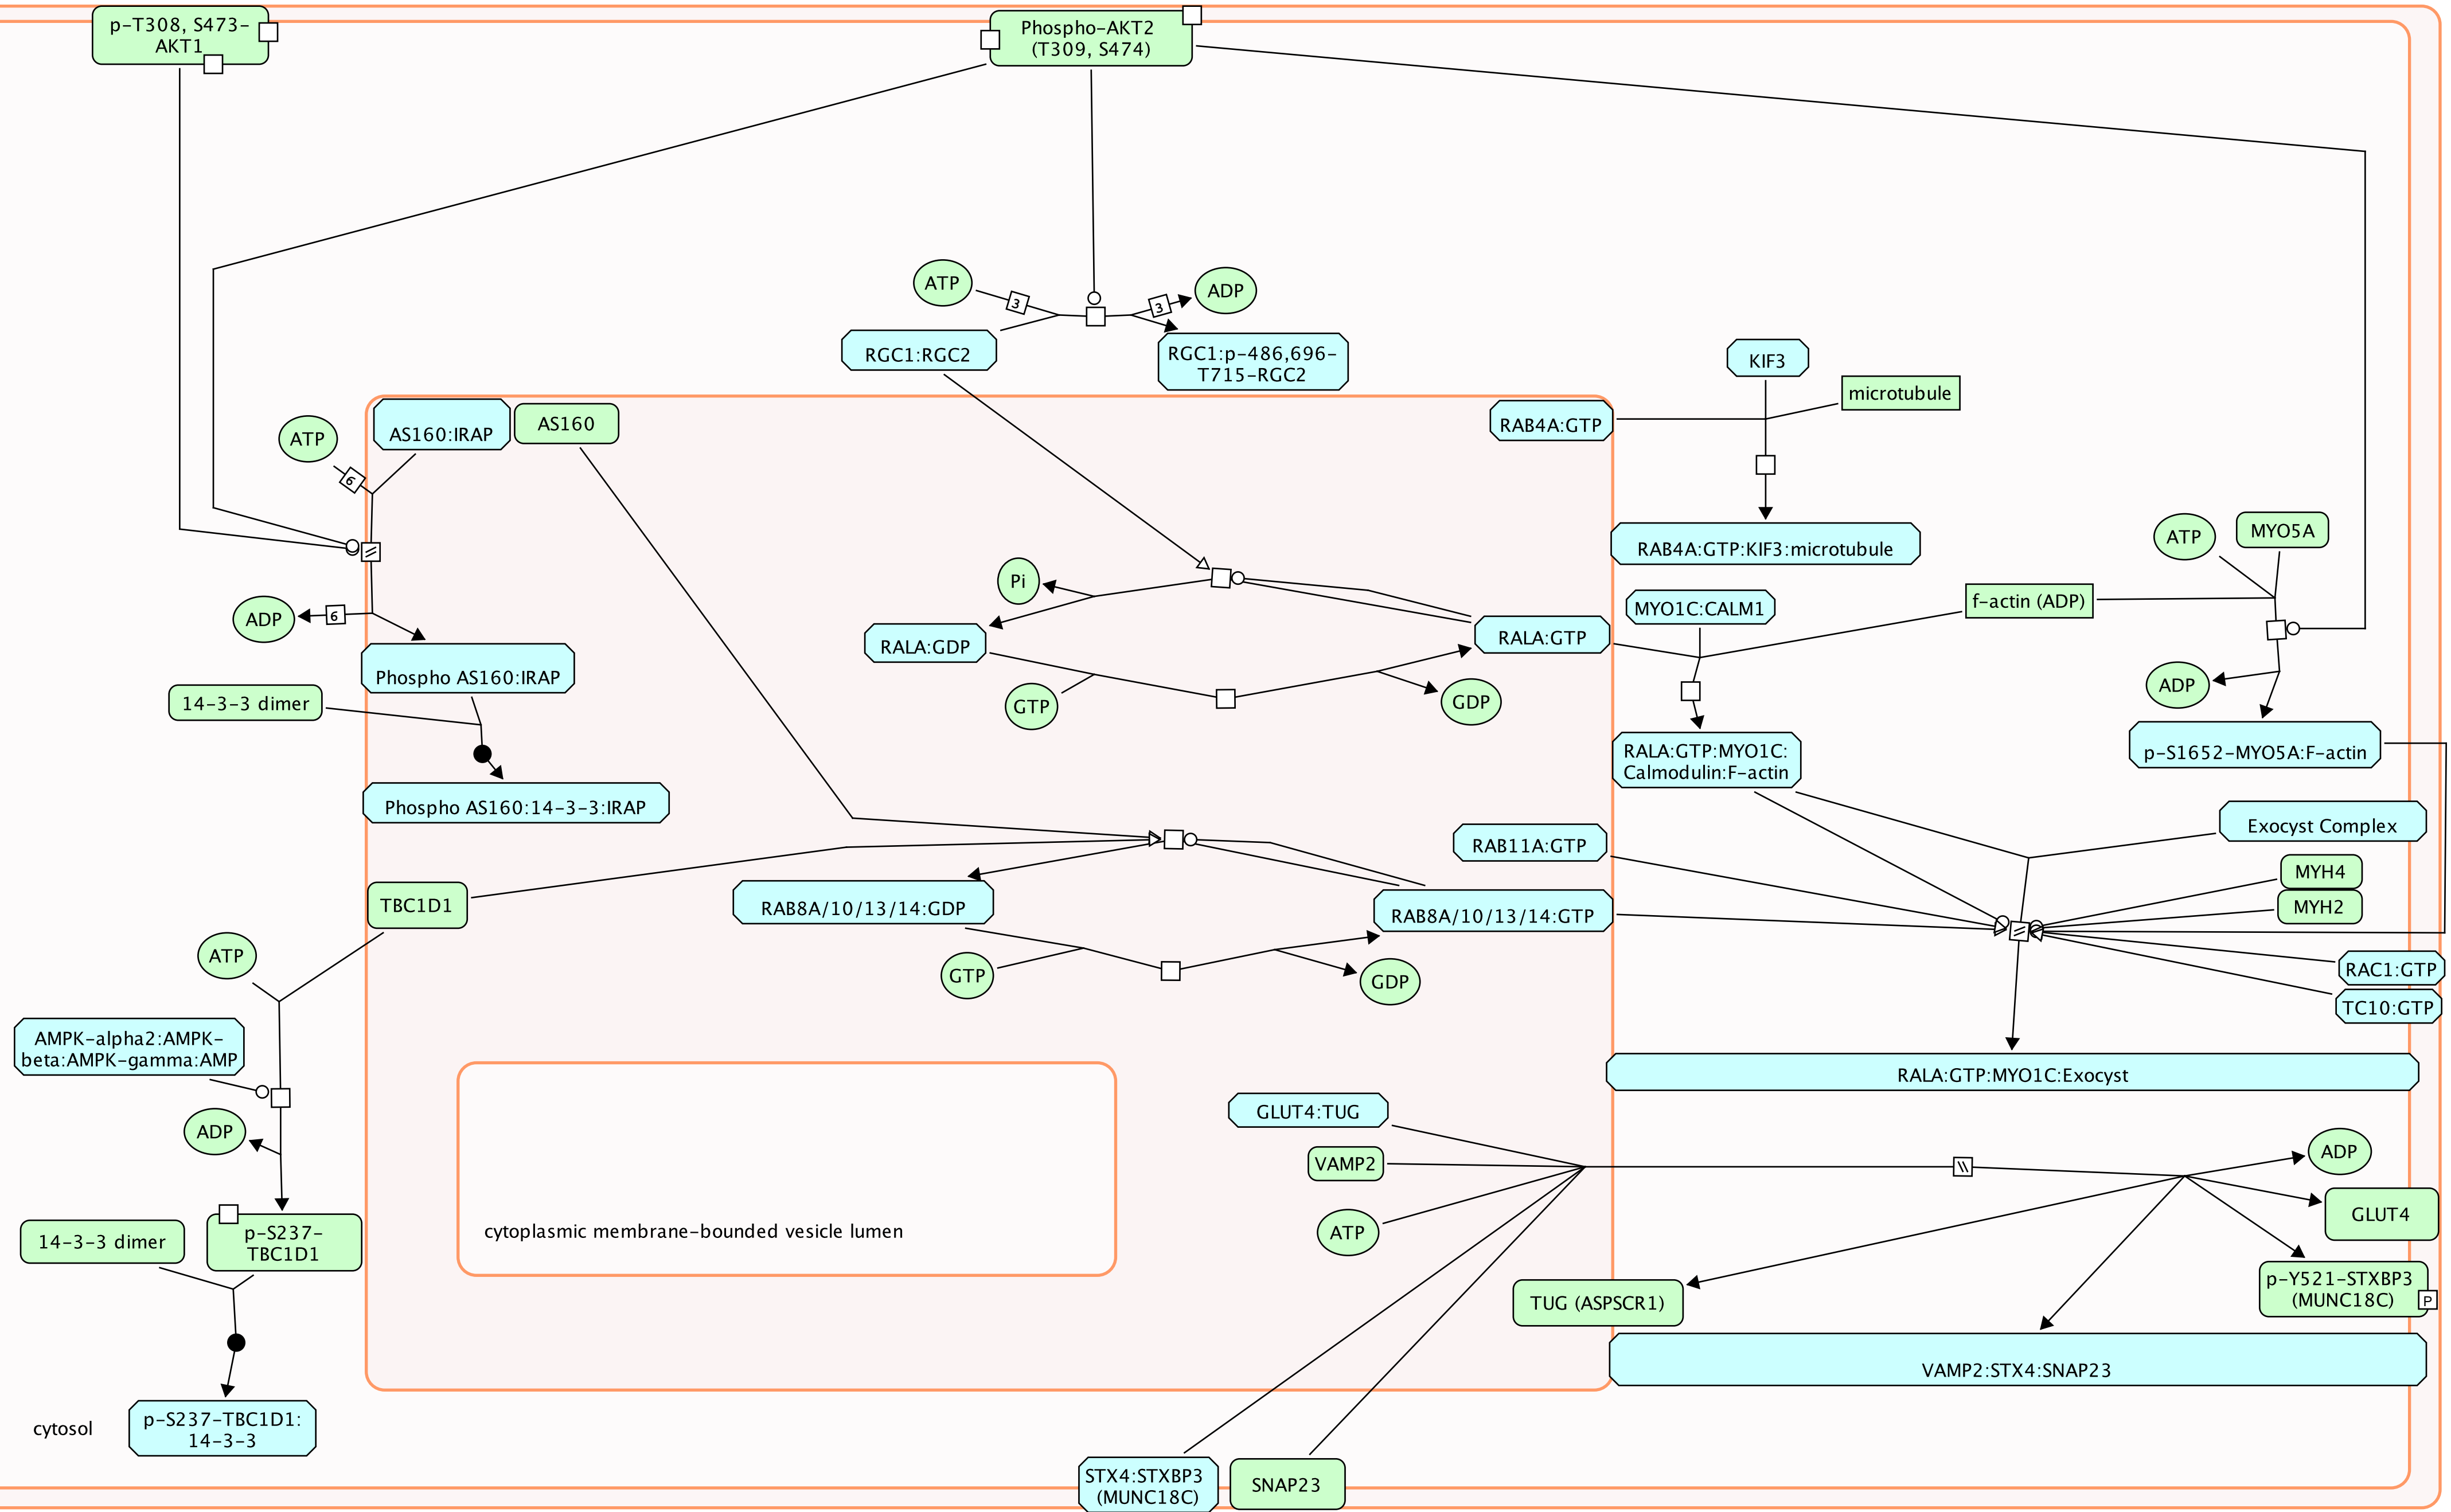 p-T308, S473-
AKT1
Phospho-AKT2
(T309, S474)
ATP
3
3
ADP
RGC1:RGC2
RGC1:p-486,696-
T715-RGC2
KIF3
microtubule
ATP
AS160:IRAP
AS160
RAB4A:GTP
6
RAB4A:GTP:KIF3:microtubule
ATP
MYO5A
Pi
MYO1C:CALM1
f-actin (ADP)
ADP
6
RALA:GDP
RALA:GTP
Phospho AS160:IRAP
14-3-3 dimer
GTP
GDP
ADP
RALA:GTP:MYO1C:
Calmodulin:F-actin
p-S1652-MYO5A:F-actin
Phospho AS160:14-3-3:IRAP
RAB11A:GTP
Exocyst Complex
MYH4
MYH2
TBC1D1
RAB8A/10/13/14:GDP
RAB8A/10/13/14:GTP
ATP
GTP
GDP
RAC1:GTP
TC10:GTP
AMPK-alpha2:AMPK-
beta:AMPK-gamma:AMP
RALA:GTP:MYO1C:Exocyst
ADP
GLUT4:TUG
VAMP2
ATP
ADP
GLUT4
cytoplasmic membrane-bounded vesicle lumen
14-3-3 dimer
p-S237-
TBC1D1
TUG (ASPSCR1)
p-Y521-STXBP3
(MUNC18C)
P
VAMP2:STX4:SNAP23
cytosol
p-S237-TBC1D1:
14-3-3
STX4:STXBP3
(MUNC18C)
SNAP23